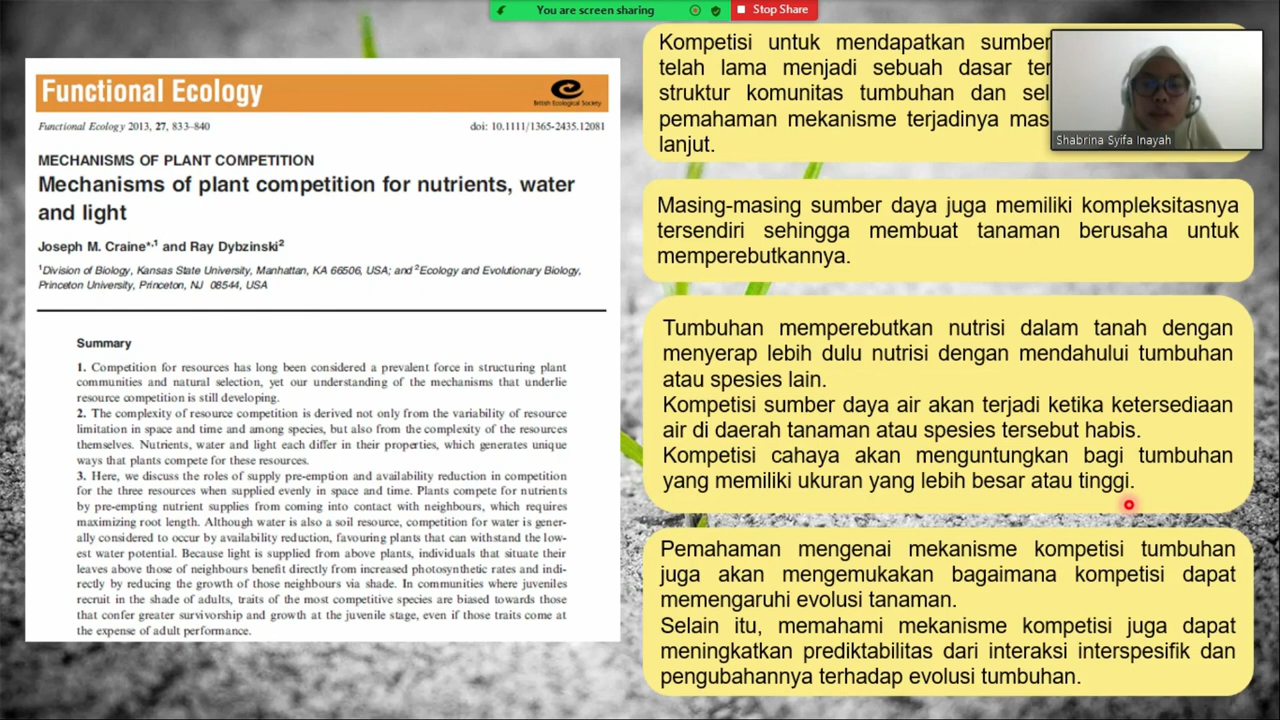 You are screen sharing
Stop Share
Functional Ecology
British Ecological Society
Functional Ecology 2013, 27, 833–840
doi: 10.1111/1365-2435.12081
MECHANISMS OF PLANT COMPETITION
Mechanisms of plant competition for nutrients, water
and light
Joseph M. Craine*,1 and Ray Dybzinski2
1Division of Biology, Kansas State University, Manhattan, KA 66506, USA; and 2Ecology and Evolutionary Biology,
Princeton University, Princeton, NJ 08544, USA
Summary
1. Competition for resources has long been considered a prevalent force in structuring plant
communities and natural selection, yet our understanding of the mechanisms that underlie
resource competition is still developing.
2. The complexity of resource competition is derived not only from the variability of resource
limitation in space and time and among species, but also from the complexity of the resources
themselves. Nutrients, water and light each differ in their properties, which generates unique
ways that plants compete for these resources.
3. Here, we discuss the roles of supply pre-emption and availability reduction in competition
for the three resources when supplied evenly in space and time. Plants compete for nutrients
by pre-empting nutrient supplies from coming into contact with neighbours, which requires
maximizing root length. Although water is also a soil resource, competition for water is gener-
ally considered to occur by availability reduction, favouring plants that can withstand the low-
est water potential. Because light is supplied from above plants, individuals that situate their
leaves above those of neighbours benefit directly from increased photosynthetic rates and indi-
rectly by reducing the growth of those neighbours via shade. In communities where juveniles
recruit in the shade of adults, traits of the most competitive species are biased towards those
that confer greater survivorship and growth at the juvenile stage, even if those traits come at
the expense of adult performance.
Kompetisi untuk mendapatkan sumber
telah lama menjadi sebuah dasar ter
struktur komunitas tumbuhan dan sel
pemahaman mekanisme terjadinya mas
lanjut.
Shabrina Syifa Inayah
Masing-masing sumber daya juga memiliki kompleksitasnya
tersendiri sehingga membuat tanaman berusaha untuk
memperebutkannya.
Tumbuhan memperebutkan nutrisi dalam tanah dengan
menyerap lebih dulu nutrisi dengan mendahului tumbuhan
atau spesies lain.
Kompetisi sumber daya air akan terjadi ketika ketersediaan
air di daerah tanaman atau spesies tersebut habis.
Kompetisi cahaya akan menguntungkan bagi tumbuhan
yang memiliki ukuran yang lebih besar atau tinggi.
Pemahaman mengenai mekanisme kompetisi tumbuhan
juga akan mengemukakan bagaimana kompetisi dapat
memengaruhi evolusi tanaman.
Selain itu, memahami mekanisme kompetisi juga dapat
meningkatkan prediktabilitas dari interaksi interspesifik dan
pengubahannya terhadap evolusi tumbuhan.